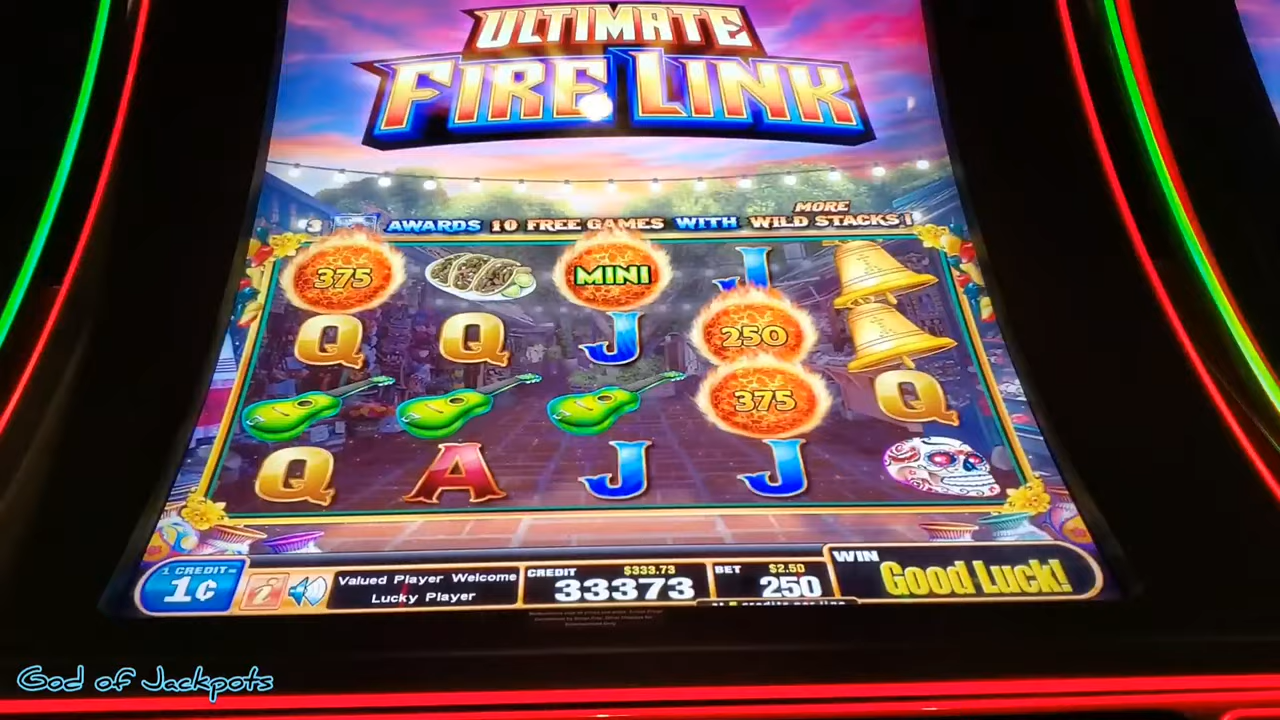 ULTIMATE
FIRE LINK
3 AWARDS 10 FREE GAMES WITH MORE WILD STACKS!
375 MINI J
Q Q J 250
375 Q
Q A J J
1 CREDIT=
1¢
i
Valued Player Welcome
Lucky Player
CREDIT $333.73
33373
BET $2.50
250
WIN
Good Luck!
God of Jackpots